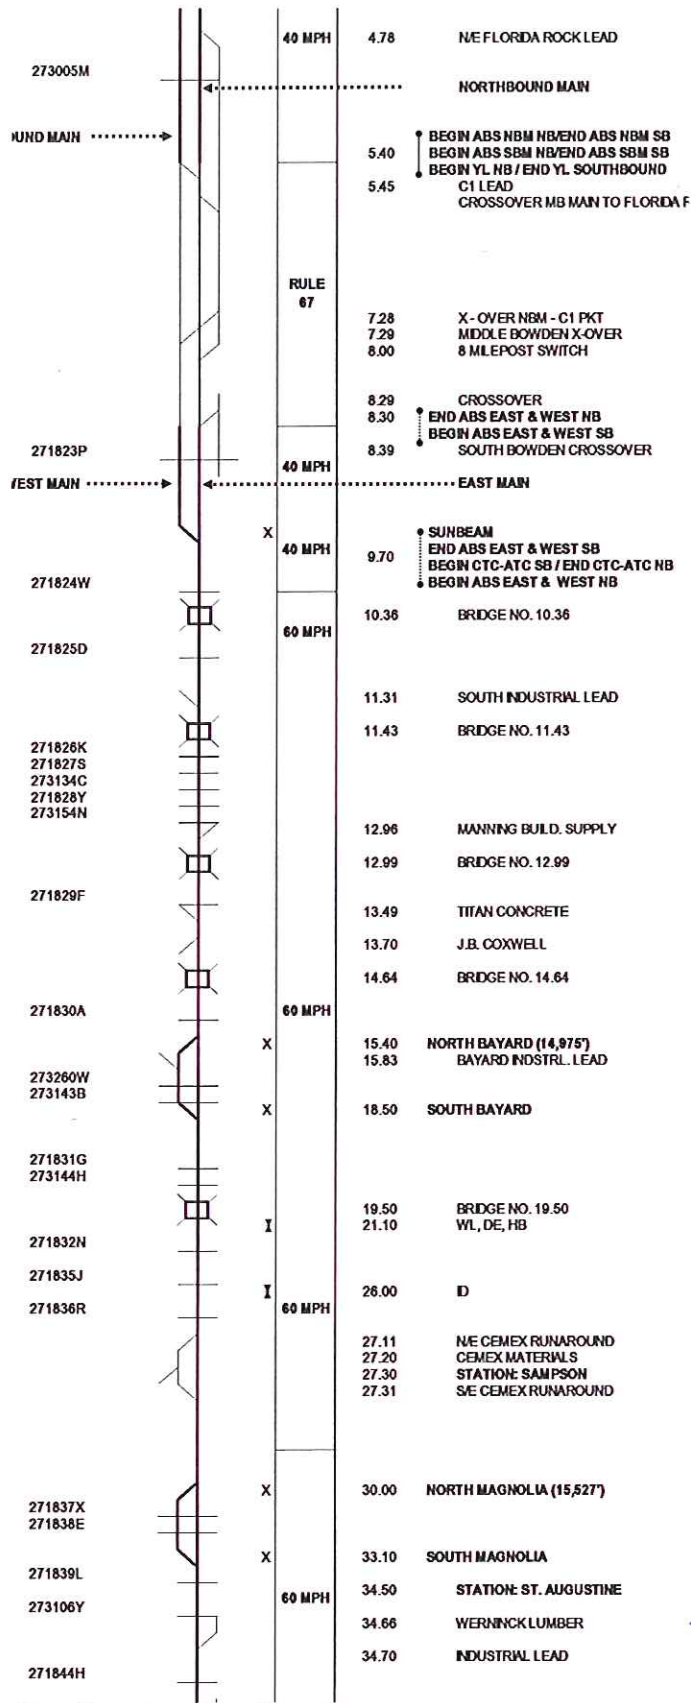 40 MPH 4.78 N/E FLORIDA ROCK LEAD
273005M
NORTHBOUND MAIN
UND MAIN
BEGIN ABS NBM NB/END ABS NBM SB
5.40 BEGIN ABS SBM NB/END ABS SBM SB
BEGIN YL NB / END YL SOUTHBOUND
5.45 C1 LEAD
CROSSOVER MB MAIN TO FLORIDA
RULE
67
7.28 X - OVER NBM - C1 PKT
7.29 MIDDLE BOWDEN X-OVER
8.00 8 MILEPOST SWITCH
8.29 CROSSOVER
8.30 END ABS EAST & WEST NB
BEGIN ABS EAST & WEST SB
271823P 40 MPH 8.39 SOUTH BOWDEN CROSSOVER
EST MAIN EAST MAIN
X SUNBEAM
40 MPH 9.70 END ABS EAST & WEST SB
BEGIN CTC-ATC SB / END CTC-ATC NB
271824W BEGIN ABS EAST & WEST NB
10.36 BRIDGE NO. 10.36
60 MPH
271825D
11.31 SOUTH INDUSTRIAL LEAD
11.43 BRIDGE NO. 11.43
271826K
271827S
273134C
271828Y
273154N
12.96 MANNING BUILD. SUPPLY
12.99 BRIDGE NO. 12.99
271829F
13.49 TITAN CONCRETE
13.70 J.B. COXWELL
14.64 BRIDGE NO. 14.64
271830A 60 MPH
X 15.40 NORTH BAYARD (14,975')
15.83 BAYARD INDSTRL. LEAD
273260W
273143B
X 18.50 SOUTH BAYARD
271831G
273144H
19.50 BRIDGE NO. 19.50
I 21.10 WL, DE, HB
271832N
271835J
I 26.00 ID
271836R 60 MPH
27.11 N/E CEMEX RUNAROUND
27.20 CEMEX MATERIALS
27.30 STATION: SAMPSON
27.31 S/E CEMEX RUNAROUND
X 30.00 NORTH MAGNOLIA (15,527')
271837X
271838E
X 33.10 SOUTH MAGNOLIA
271839L
34.50 STATION: ST. AUGUSTINE
60 MPH
273106Y
34.66 WERNINCK LUMBER
34.70 INDUSTRIAL LEAD
271844H